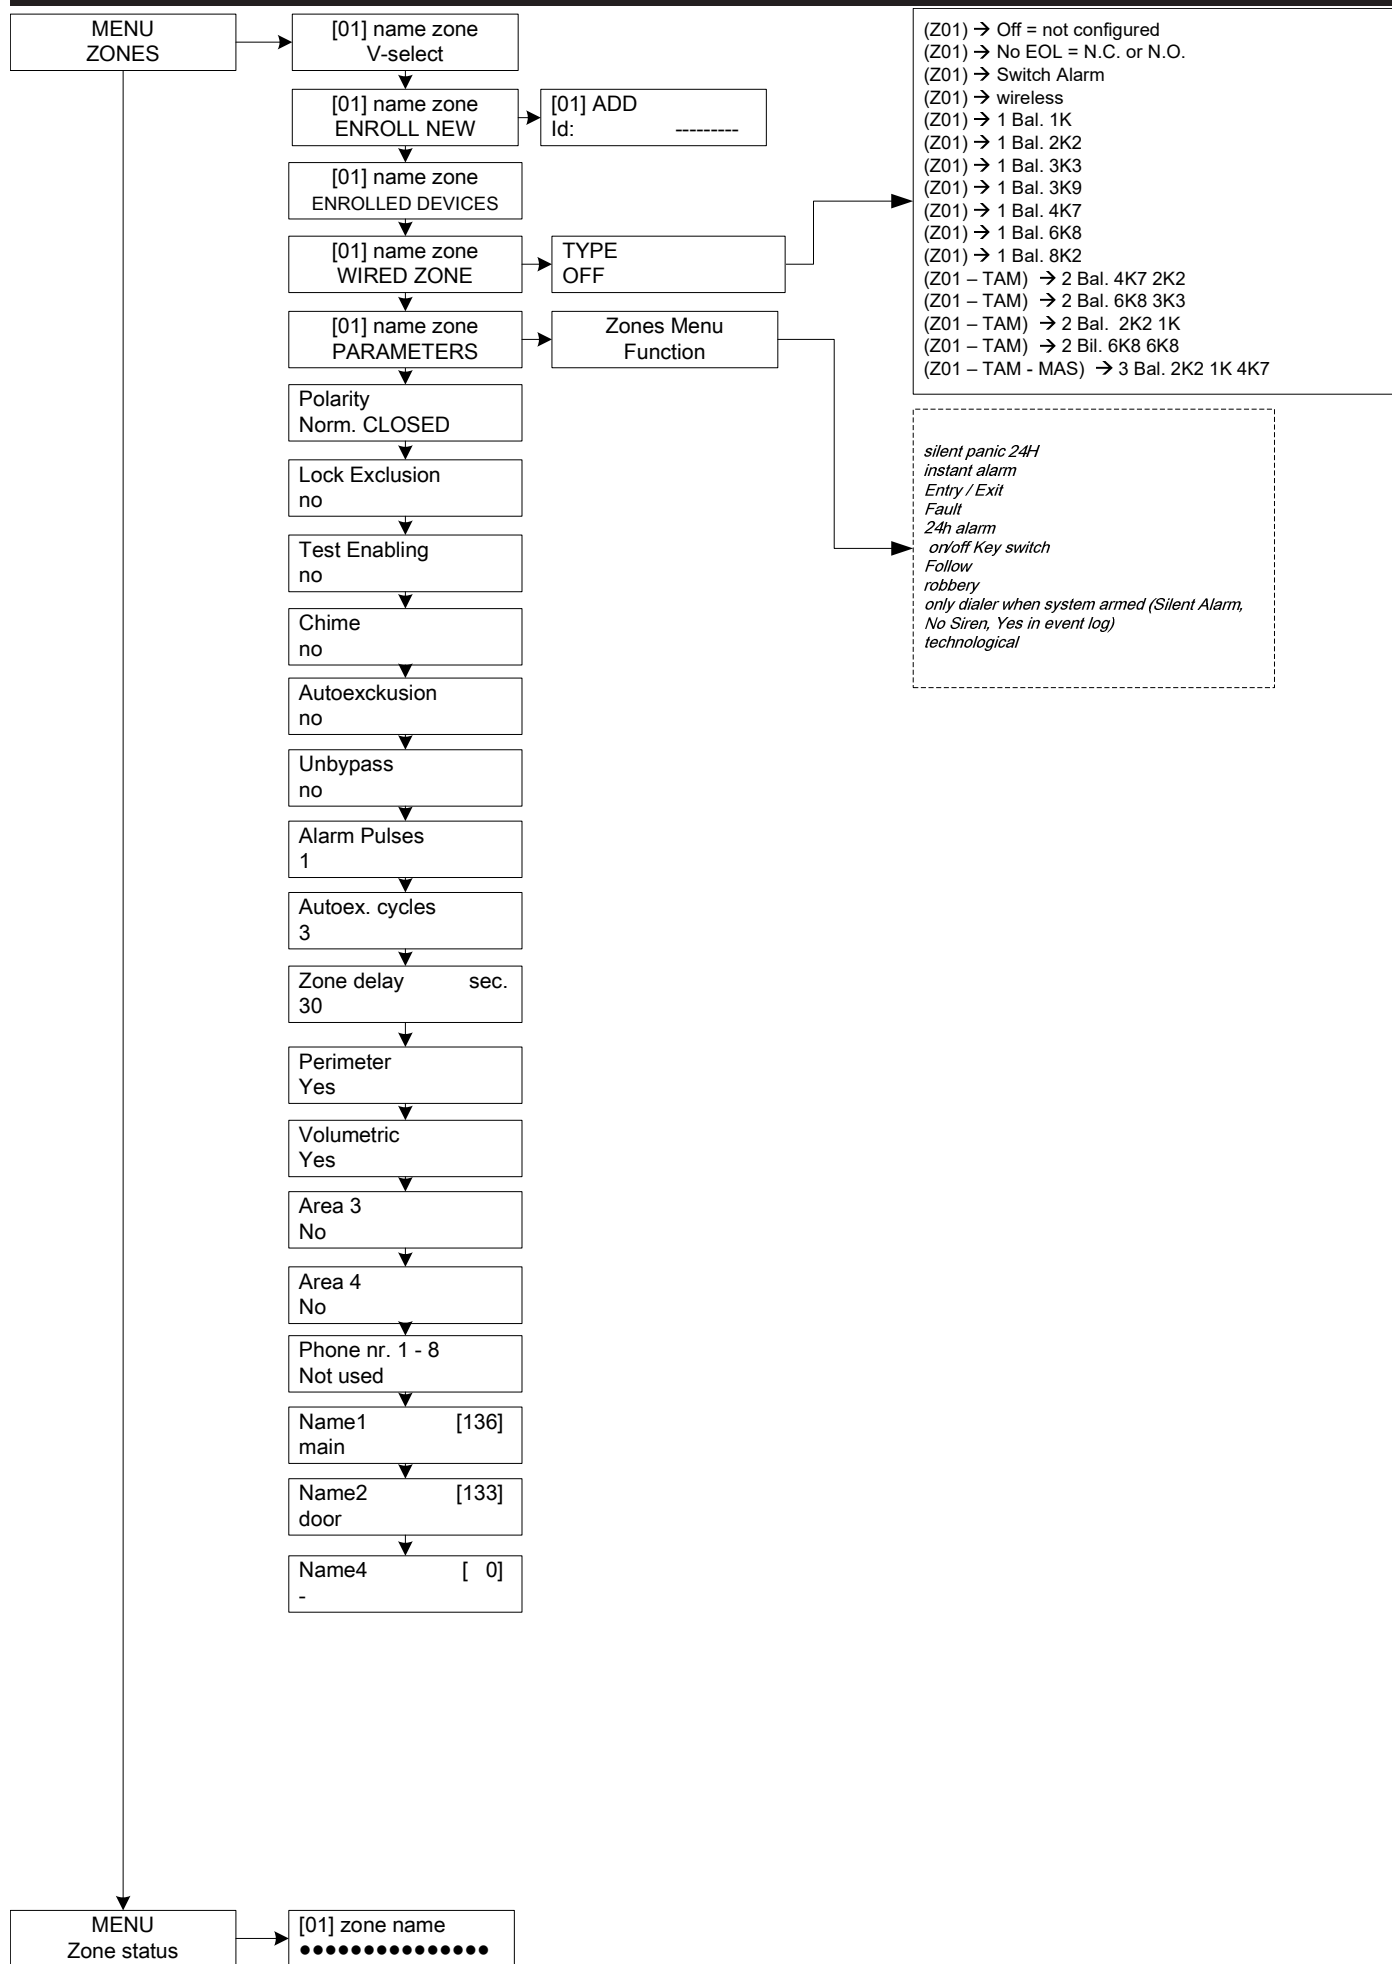 MENU
ZONES
[01] name zone
V-select
[01] name zone
ENROLL NEW
[01] ADD
Id: ---------
[01] name zone
ENROLLED DEVICES
[01] name zone
WIRED ZONE
TYPE
OFF
(Z01) → Off = not configured
(Z01) → No EOL = N.C. or N.O.
(Z01) → Switch Alarm
(Z01) → wireless
(Z01) → 1 Bal. 1K
(Z01) → 1 Bal. 2K2
(Z01) → 1 Bal. 3K3
(Z01) → 1 Bal. 3K9
(Z01) → 1 Bal. 4K7
(Z01) → 1 Bal. 6K8
(Z01) → 1 Bal. 8K2
(Z01 – TAM) → 2 Bal. 4K7 2K2
(Z01 – TAM) → 2 Bal. 6K8 3K3
(Z01 – TAM) → 2 Bal. 2K2 1K
(Z01 – TAM) → 2 Bil. 6K8 6K8
(Z01 – TAM - MAS) → 3 Bal. 2K2 1K 4K7
[01] name zone
PARAMETERS
Zones Menu
Function
silent panic 24H
instant alarm
Entry / Exit
Fault
24h alarm
on/off Key switch
Follow
robbery
only dialer when system armed (Silent Alarm,
No Siren, Yes in event log)
technological
Polarity
Norm. CLOSED
Lock Exclusion
no
Test Enabling
no
Chime
no
Autoexckusion
no
Unbypass
no
Alarm Pulses
1
Autoex. cycles
3
Zone delay sec.
30
Perimeter
Yes
Volumetric
Yes
Area 3
No
Area 4
No
Phone nr. 1 - 8
Not used
Name1 [136]
main
Name2 [133]
door
Name4 [ 0]
-
MENU
Zone status
[01] zone name
●●●●●●●●●●●●●●●